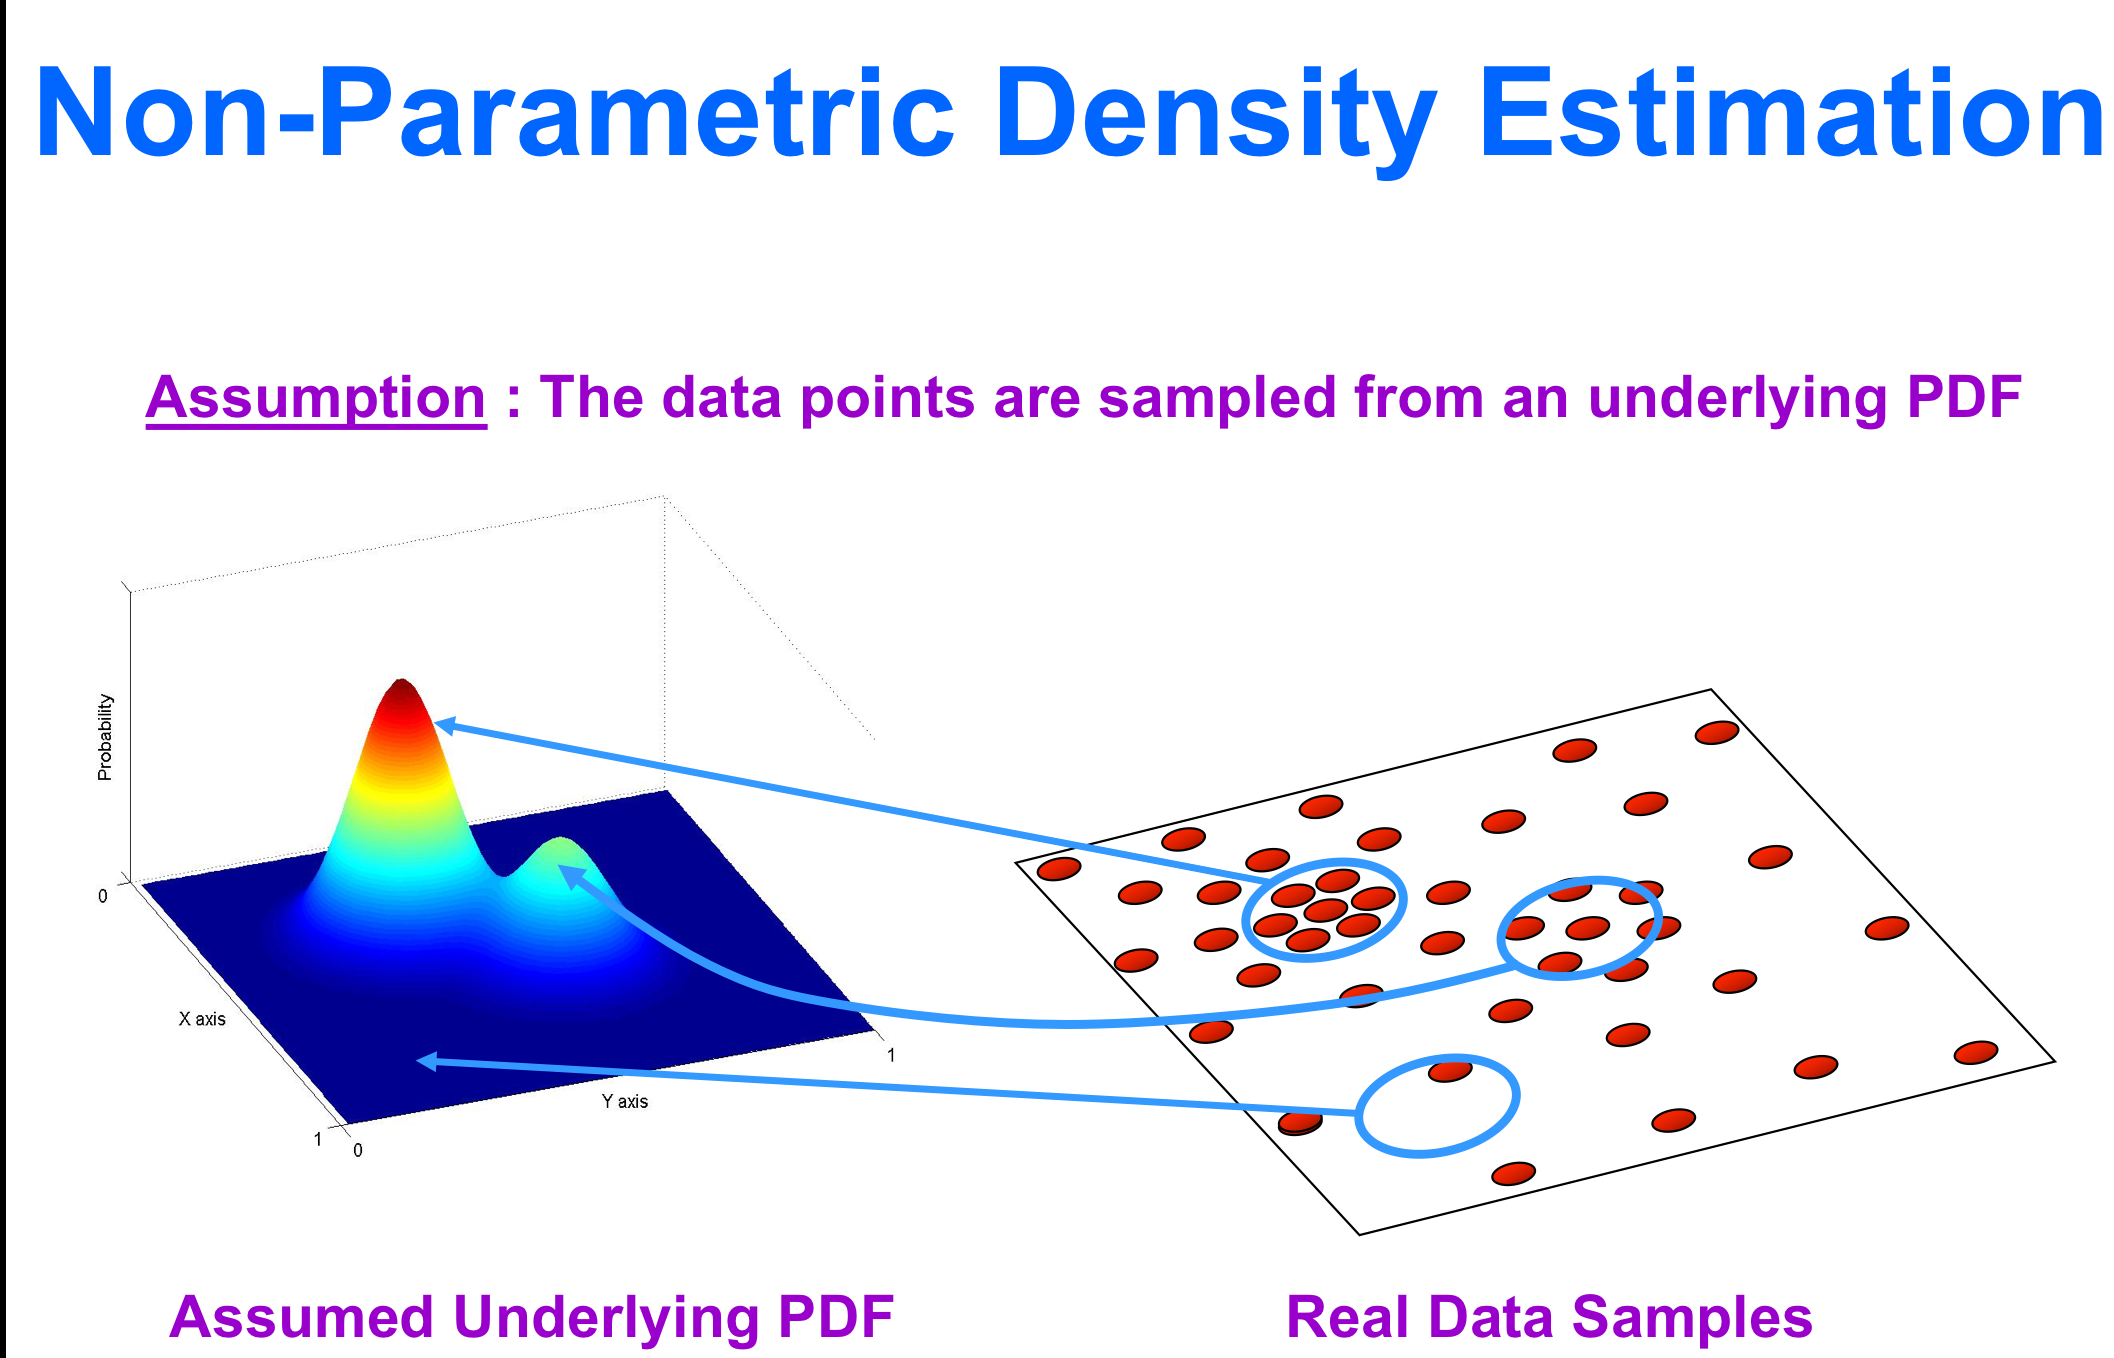 Non-Parametric Density Estimation
Assumption : The data points are sampled from an underlying PDF
Probability
0
X axis
1
0
Y axis
1
Assumed Underlying PDF
Real Data Samples